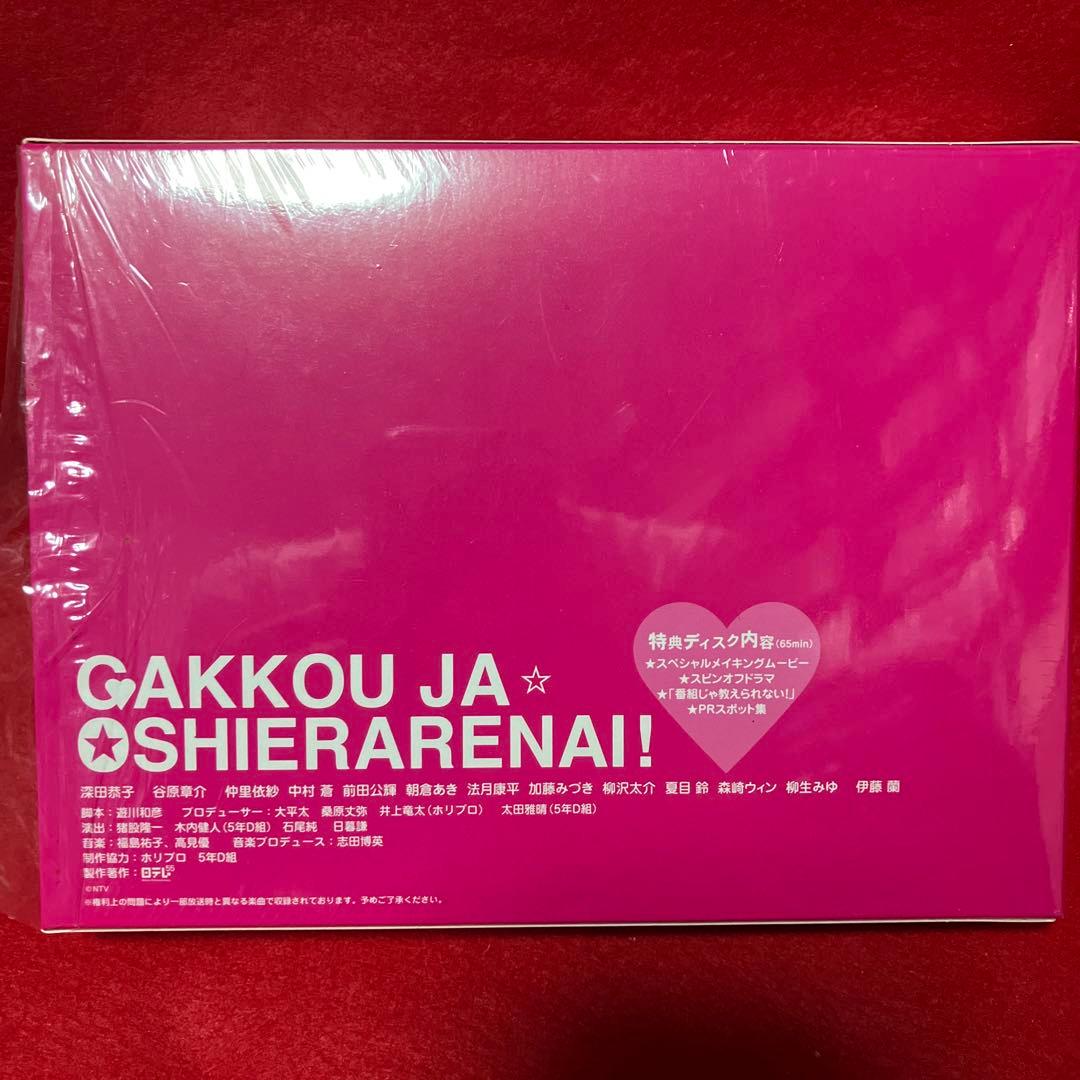 特典ディスク内容(65min)
★スペシャルメイキングムービー
★スピンオフドラマ
★「番組じゃ教えられない!」
★PRスポット集
GAKKOU JA☆
OSHIERARENAI!
深田恭子 谷原章介 仲里依紗 中村 蒼 前田公輝 朝倉あき 法月康平 加藤みづき 柳沢太介 夏目 鈴 森崎ウィン 柳生みゆ 伊藤 蘭
脚本:遊川和彦 プロデューサー:大平太 桑原丈弥 井上竜太(ホリプロ) 太田雅晴(5年D組)
演出:猪股隆一 木内健人(5年D組) 石尾純 日暮謙
音楽:福島祐子、高見優 音楽プロデュース:志田博英
制作協力:ホリプロ 5年D組
製作著作:日テレ55
©NTV
※権利上の問題により一部放送時と異なる楽曲で収録されております。予めご了承ください。